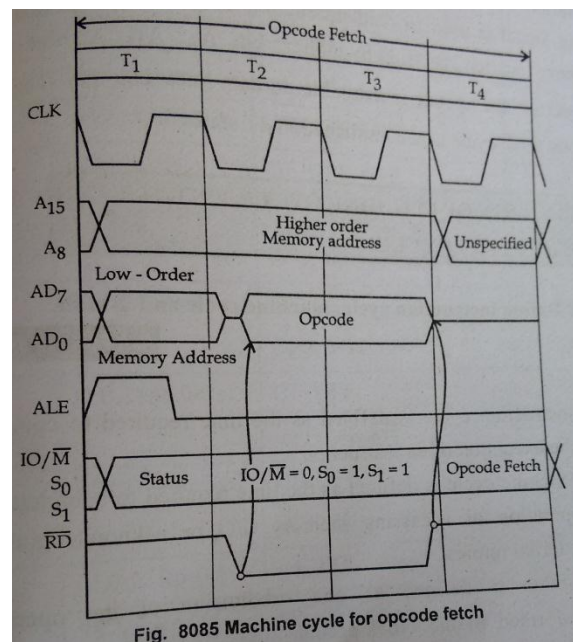 Opcode Fetch
T1 T2 T3 T4
CLK
A15
Higher order
Memory address
Unspecified
A8
Low - Order
AD7
Opcode
AD0
Memory Address
ALE
IO/M̅
S0
Status IO/M̅ = 0, S0 = 1, S1 = 1 Opcode Fetch
S1
R̅D̅
Fig. 8085 Machine cycle for opcode fetch